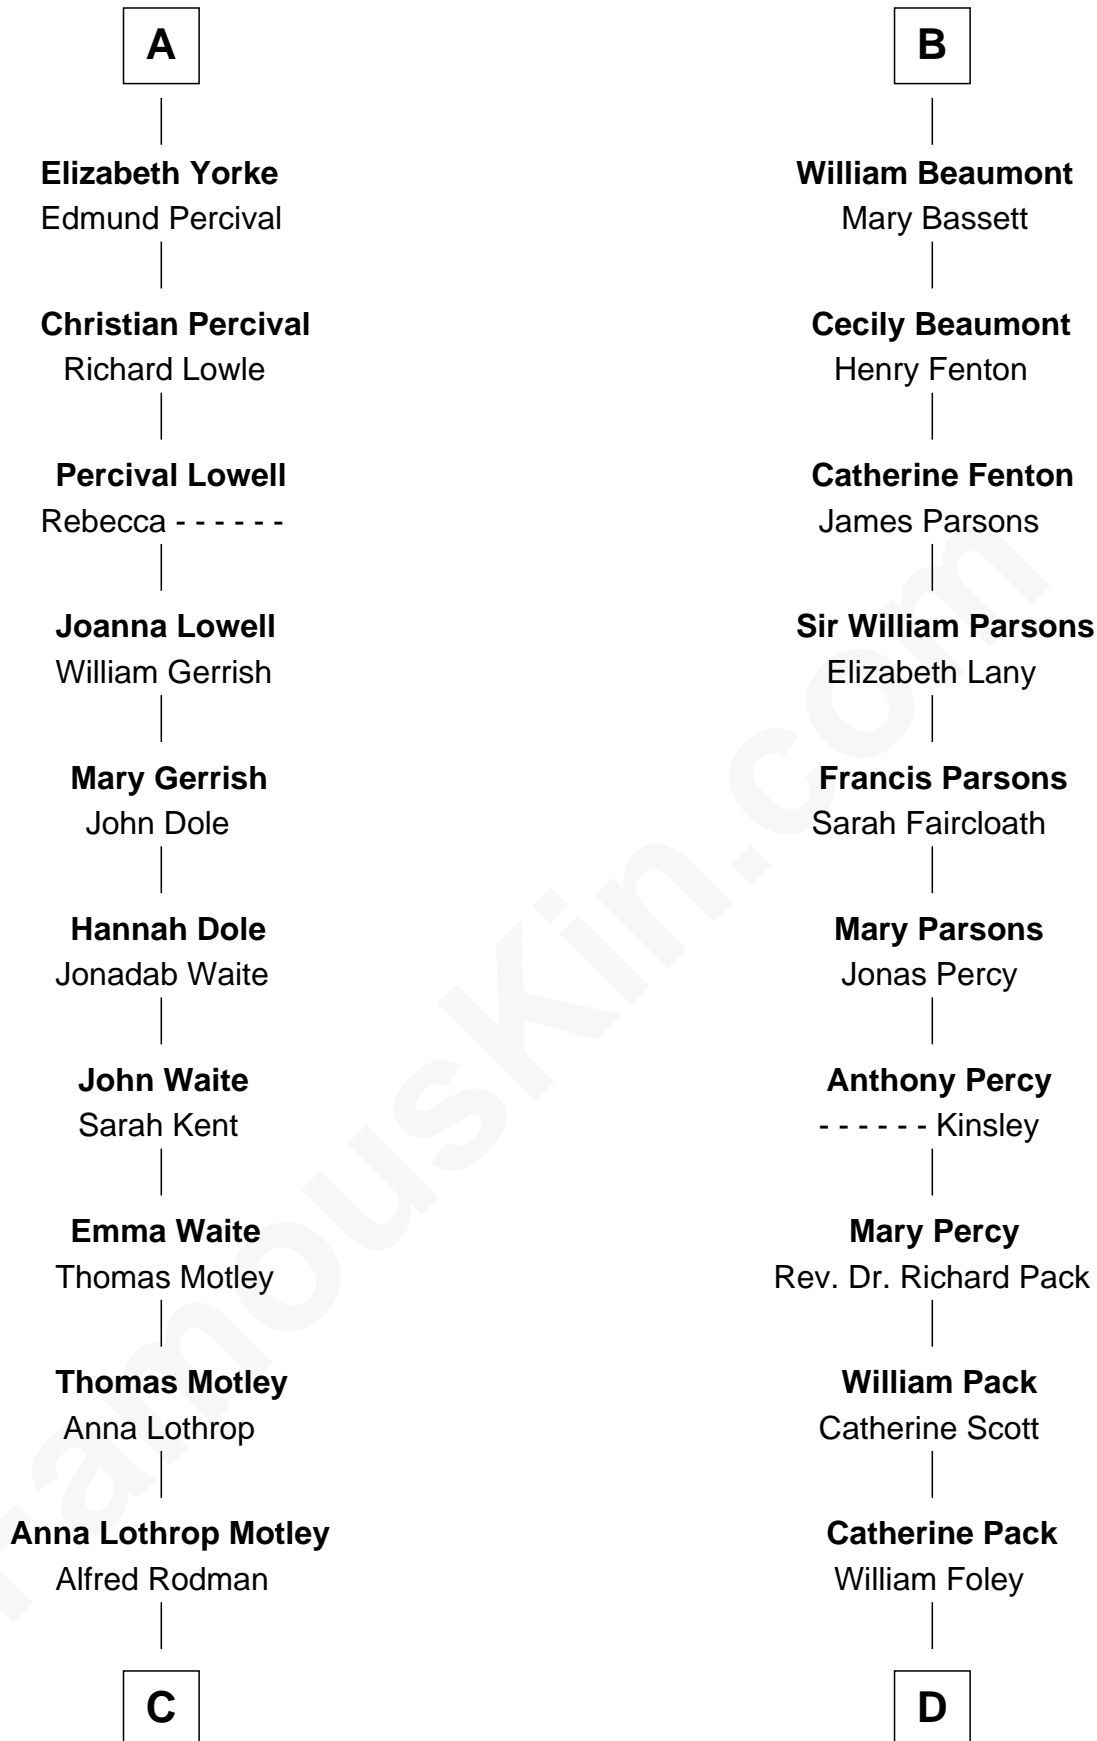 A
Elizabeth Yorke
Edmund Percival
Christian Percival
Richard Lowle
Percival Lowell
Rebecca - - - - - -
Joanna Lowell
William Gerrish
Mary Gerrish
John Dole
Hannah Dole
Jonadab Waite
John Waite
Sarah Kent
Emma Waite
Thomas Motley
Thomas Motley
Anna Lothrop
Anna Lothrop Motley
Alfred Rodman
C
B
William Beaumont
Mary Bassett
Cecily Beaumont
Henry Fenton
Catherine Fenton
James Parsons
Sir William Parsons
Elizabeth Lany
Francis Parsons
Sarah Faircloath
Mary Parsons
Jonas Percy
Anthony Percy
- - - - - - Kinsley
Mary Percy
Rev. Dr. Richard Pack
William Pack
Catherine Scott
Catherine Pack
William Foley
D
FamousKin.com